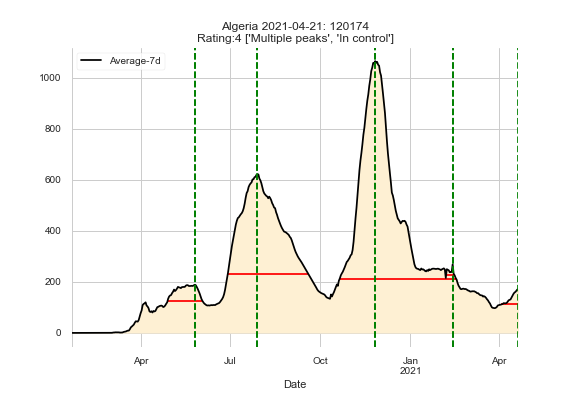 Algeria 2021-04-21: 120174
Rating:4 ['Multiple peaks', 'In control']
Average-7d
1000
800
600
400
200
0
Apr
Jul
Oct
Jan
2021
Apr
Date